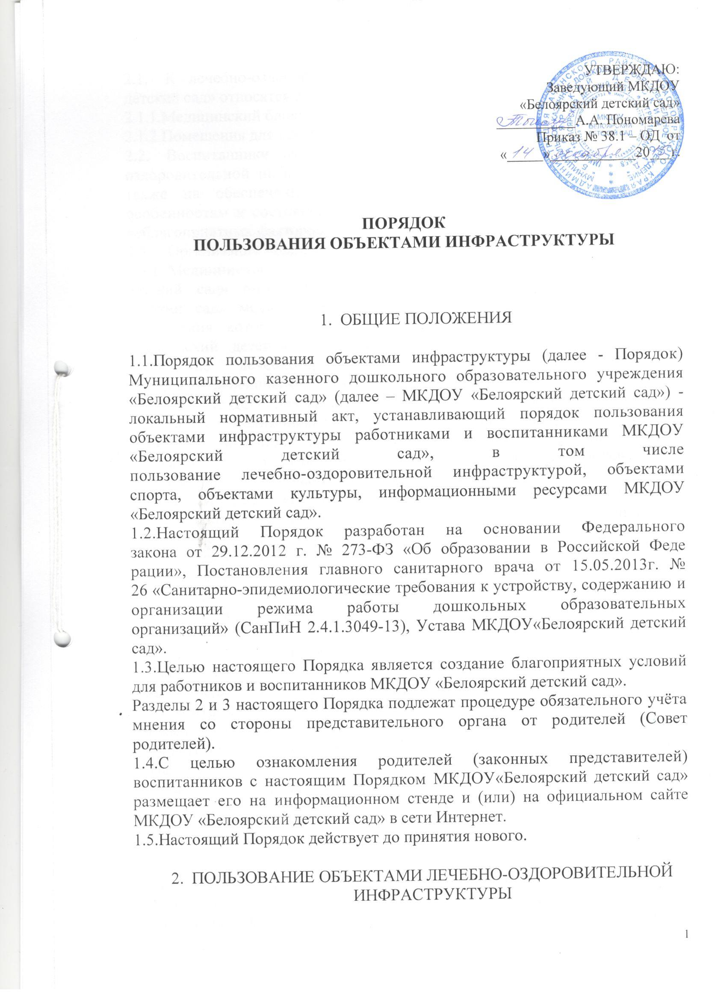 УТВЕРЖДАЮ:
Заведующий МКДОУ
«Белоярский детский сад»
А.А. Пономарева
Приказ № 38.1 – ОД от
« 14 » 20 15 г.
МКДОУ
БЕЛОЯРСКИЙ
ДЕТСКИЙ САД
ПОРЯДОК
ПОЛЬЗОВАНИЯ ОБЪЕКТАМИ ИНФРАСТРУКТУРЫ
1. ОБЩИЕ ПОЛОЖЕНИЯ
1.1.Порядок пользования объектами инфраструктуры (далее - Порядок)
Муниципального казенного дошкольного образовательного учреждения
«Белоярский детский сад» (далее – МКДОУ «Белоярский детский сад») -
локальный нормативный акт, устанавливающий порядок пользования
объектами инфраструктуры работниками и воспитанниками МКДОУ
«Белоярский детский сад», в том числе
пользование лечебно-оздоровительной инфраструктурой, объектами
спорта, объектами культуры, информационными ресурсами МКДОУ
«Белоярский детский сад».
1.2.Настоящий Порядок разработан на основании Федерального
закона от 29.12.2012 г. № 273-ФЗ «Об образовании в Российской Феде
рации», Постановления главного санитарного врача от 15.05.2013г. №
26 «Санитарно-эпидемиологические требования к устройству, содержанию и
организации режима работы дошкольных образовательных
организаций» (СанПиН 2.4.1.3049-13), Устава МКДОУ«Белоярский детский
сад».
1.3.Целью настоящего Порядка является создание благоприятных условий
для работников и воспитанников МКДОУ «Белоярский детский сад».
Разделы 2 и 3 настоящего Порядка подлежат процедуре обязательного учёта
мнения со стороны представительного органа от родителей (Совет
родителей).
1.4.С целью ознакомления родителей (законных представителей)
воспитанников с настоящим Порядком МКДОУ«Белоярский детский сад»
размещает его на информационном стенде и (или) на официальном сайте
МКДОУ «Белоярский детский сад» в сети Интернет.
1.5.Настоящий Порядок действует до принятия нового.
2. ПОЛЬЗОВАНИЕ ОБЪЕКТАМИ ЛЕЧЕБНО-ОЗДОРОВИТЕЛЬНОЙ
ИНФРАСТРУКТУРЫ
1